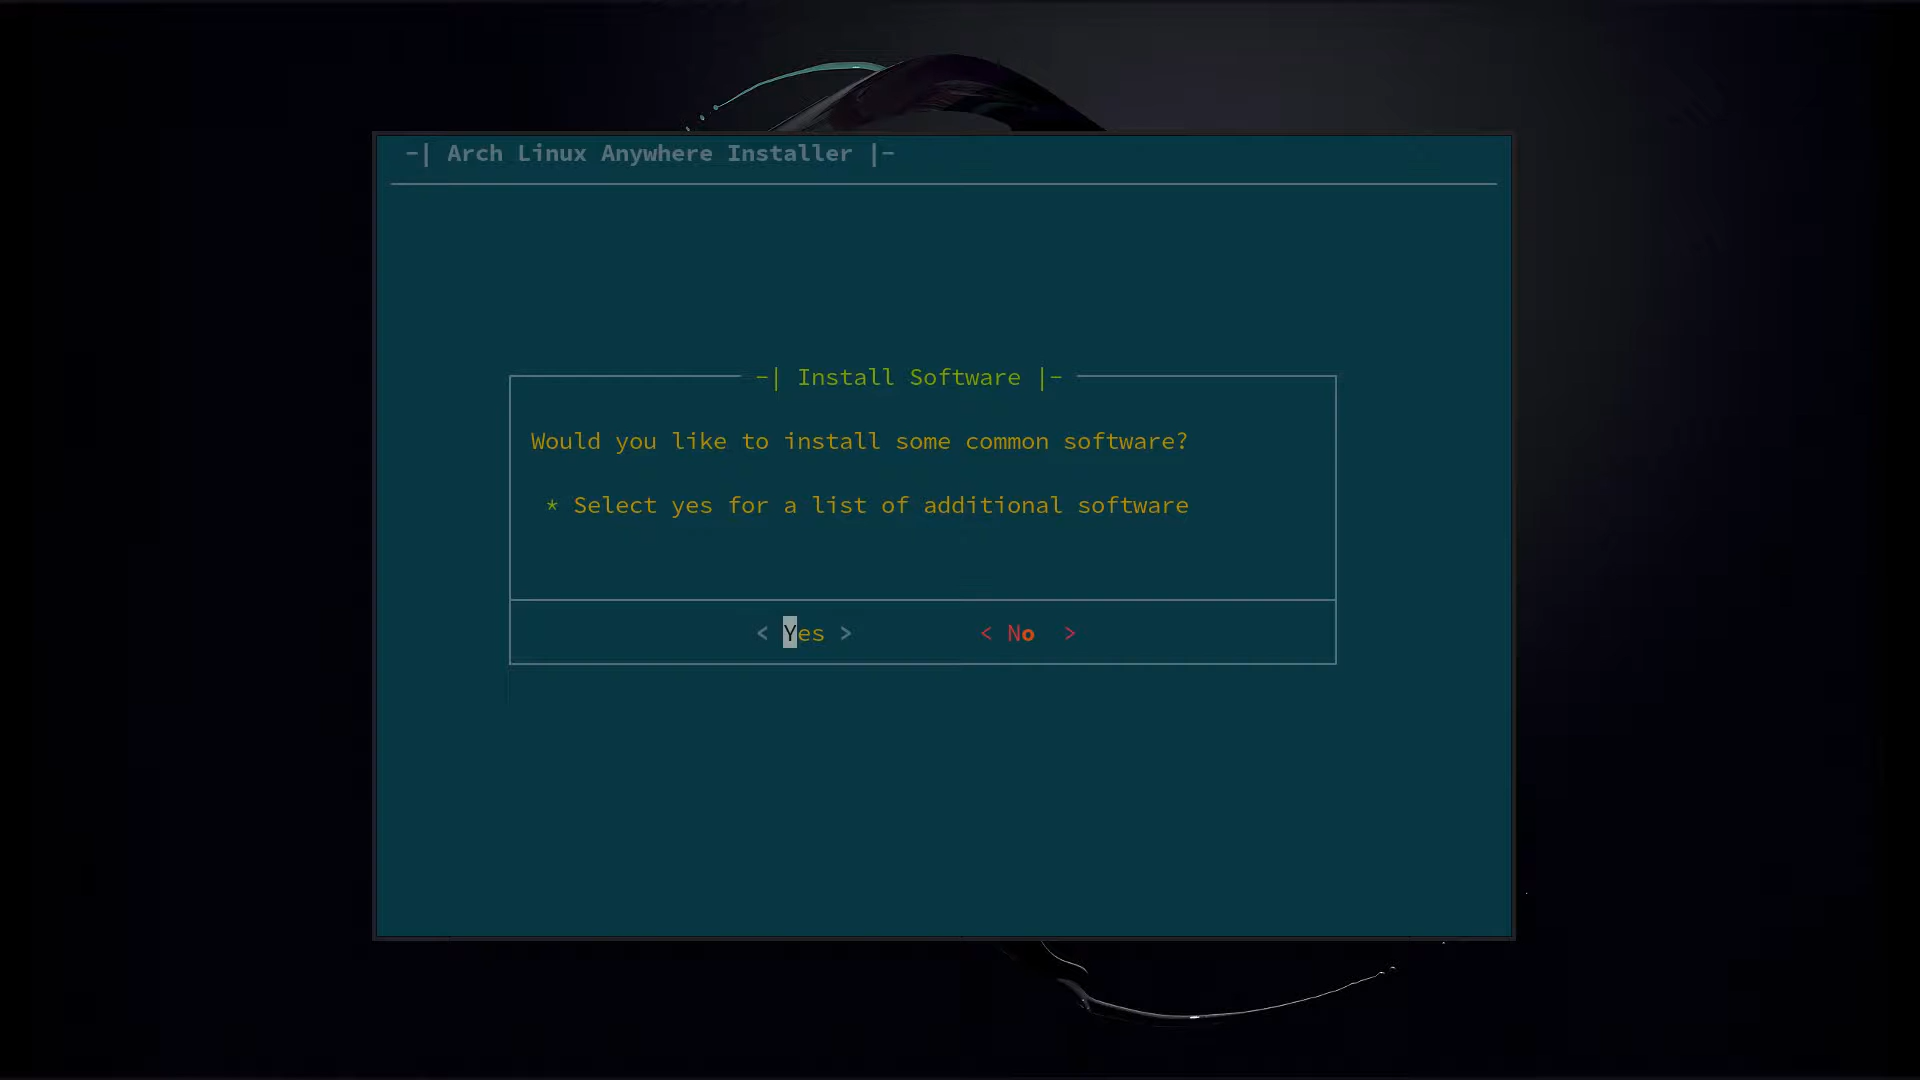 -| Arch Linux Anywhere Installer |-
-| Install Software |-
Would you like to install some common software?
* Select yes for a list of additional software
< Yes > < No >